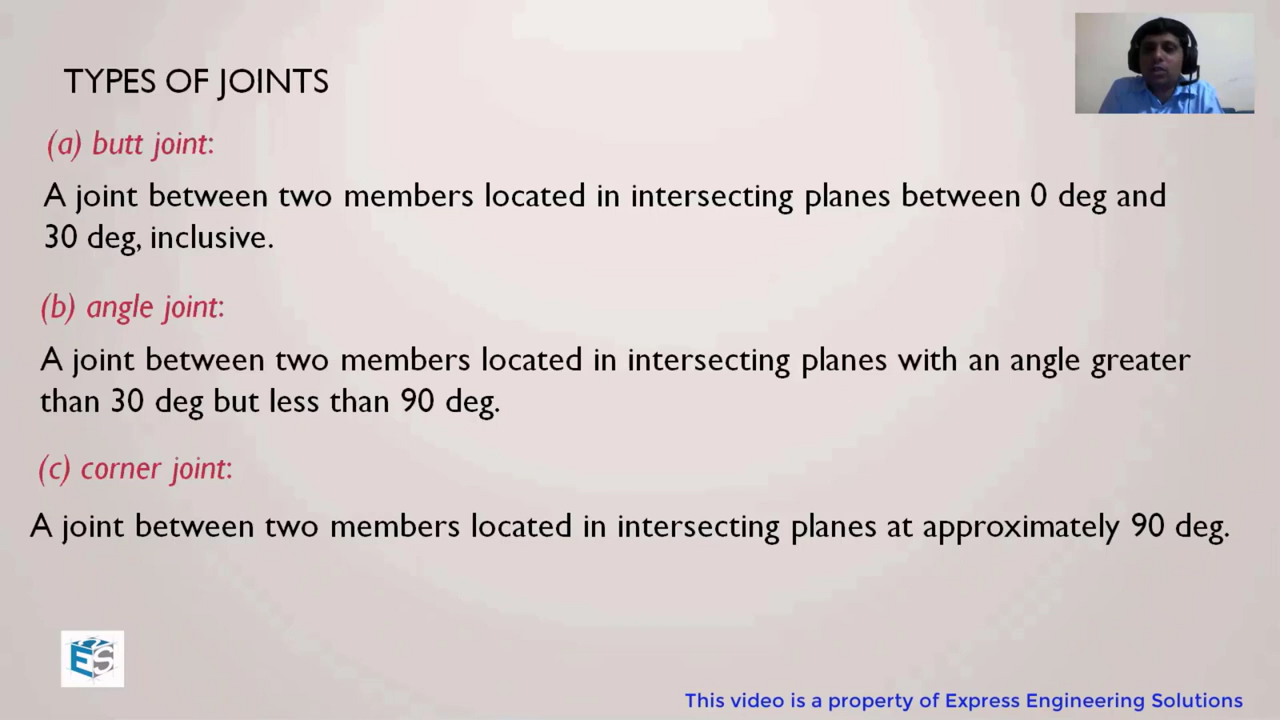 TYPES OF JOINTS
(a) butt joint:
A joint between two members located in intersecting planes between 0 deg and
30 deg, inclusive.
(b) angle joint:
A joint between two members located in intersecting planes with an angle greater
than 30 deg but less than 90 deg.
(c) corner joint:
A joint between two members located in intersecting planes at approximately 90 deg.
ES
This video is a property of Express Engineering Solutions